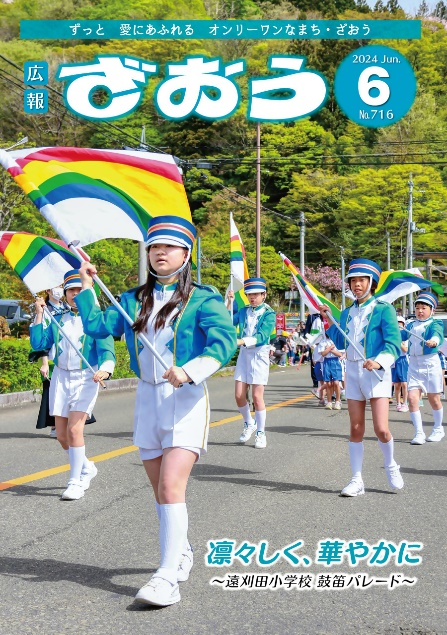 ずっと 愛にあふれる オンリーワンなまち・ざおう
広報
ざおう
2024 Jun.
6
No.716
凛々しく、華やかに
～遠刈田小学校 鼓笛パレード～